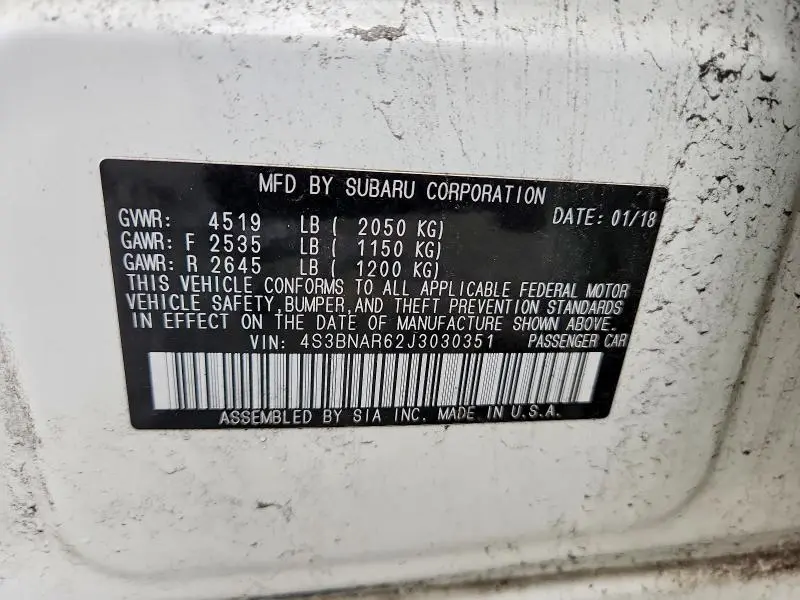 MFD BY SUBARU CORPORATION
GVWR: 4519 LB ( 2050 KG) DATE: 01/18
GAWR: F 2535 LB ( 1150 KG)
GAWR: R 2645 LB ( 1200 KG)
THIS VEHICLE CONFORMS TO ALL APPLICABLE FEDERAL MOTOR
VEHICLE SAFETY,BUMPER,AND THEFT PREVENTION STANDARDS
IN EFFECT ON THE DATE OF MANUFACTURE SHOWN ABOVE.
VIN: 4S3BNAR62J3030351 PASSENGER CAR
ASSEMBLED BY SIA INC. MADE IN U.S.A.